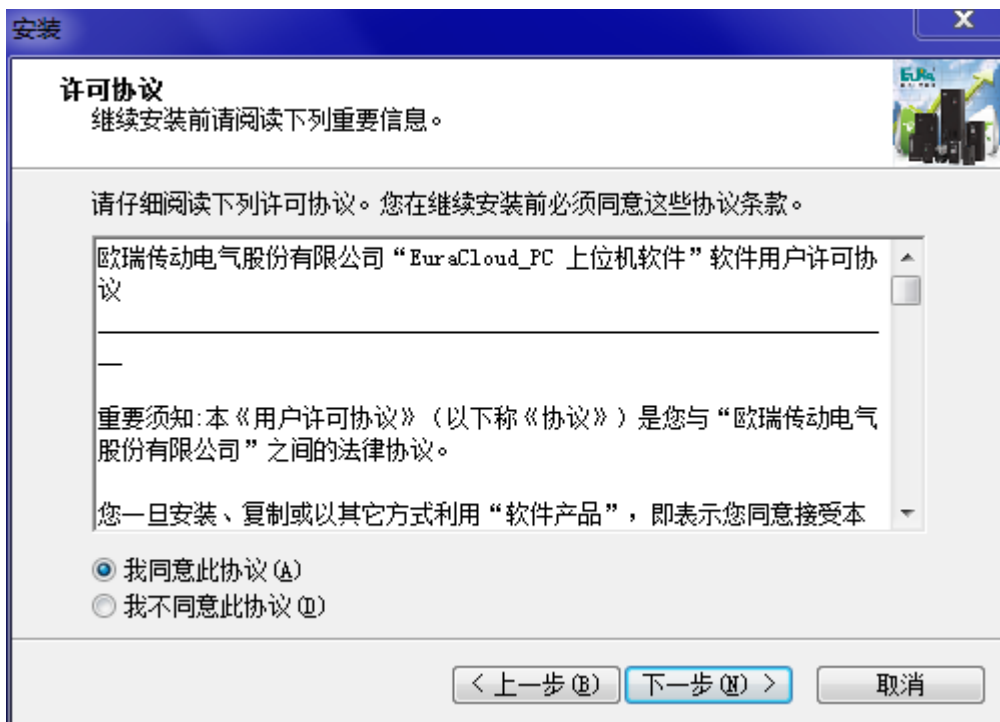 安装
X
许可协议
继续安装前请阅读下列重要信息。
EURA
请仔细阅读下列许可协议。您在继续安装前必须同意这些协议条款。
欧瑞传动电气股份有限公司“EuraCloud_PC 上位机软件”软件用户许可协
议
重要须知:本《用户许可协议》（以下称《协议》）是您与“欧瑞传动电气
股份有限公司”之间的法律协议。
您一旦安装、复制或以其它方式利用“软件产品”，即表示您同意接受本
我同意此协议(A)
我不同意此协议(D)
< 上一步(B)
下一步(N) >
取消